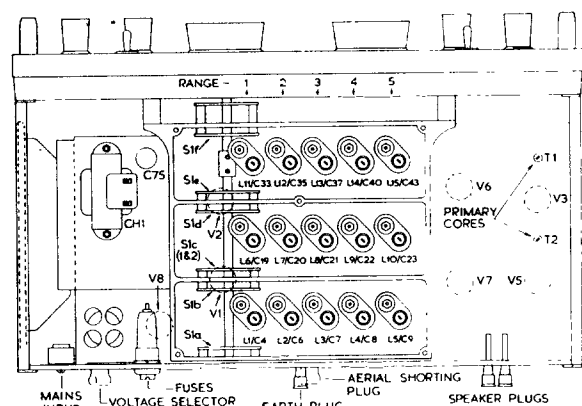 RANGE – 1 2 3 4 5
S1f
C75
L11/C33 L12/C35 L13/C37 L14/C40 L15/C43
T1
S1e
V6
V3
CH1
S1d
V2
PRIMARY
CORES
S1c
(1&2)
T2
L6/C19 L7/C20 L8/C21 L9/C22 L10/C23
V8
V7
V5
S1b
V1
S1a
L1/C4 L2/C6 L3/C7 L4/C8 L5/C9
MAINS
FUSES
VOLTAGE SELECTOR
AERIAL SHORTING
PLUG
EARTH PLUG
SPEAKER PLUGS